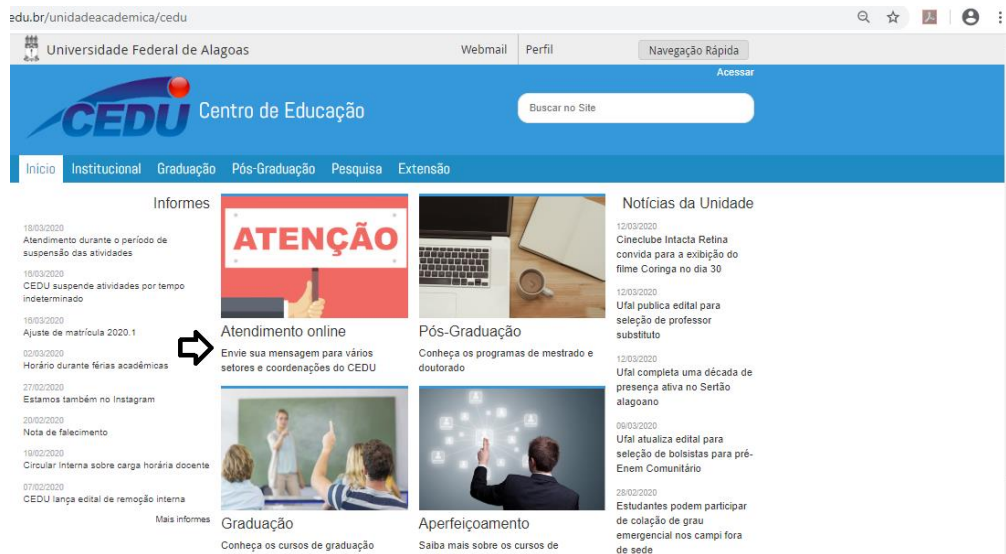 edu.br/unidadeacademica/cedu
Universidade Federal de Alagoas
Webmail
Perfil
Navegação Rápida
Acessar
CEDU
Centro de Educação
Buscar no Site
Início
Institucional
Graduação
Pós-Graduação
Pesquisa
Extensão
Informes
18/03/2020
Atendimento durante o período de
suspensão das atividades
16/03/2020
CEDU suspende atividades por tempo
indeterminado
16/03/2020
Ajuste de matrícula 2020.1
02/03/2020
Horário durante férias acadêmicas
27/02/2020
Estamos também no Instagram
20/02/2020
Nota de falecimento
19/02/2020
Circular Interna sobre carga horária docente
07/02/2020
CEDU lança edital de remoção interna
Mais informes
ATENÇÃO
Atendimento online
Envie sua mensagem para vários
setores e coordenações do CEDU
Pós-Graduação
Conheça os programas de mestrado e
doutorado
Graduação
Conheça os cursos de graduação
Aperfeiçoamento
Saiba mais sobre os cursos de
Notícias da Unidade
12/03/2020
Cineclube Intacta Retina
convida para a exibição do
filme Coringa no dia 30
12/03/2020
Ufal publica edital para
seleção de professor
substituto
12/03/2020
Ufal completa uma década de
presença ativa no Sertão
alagoano
09/03/2020
Ufal atualiza edital para
seleção de bolsistas para pré-
Enem Comunitário
28/02/2020
Estudantes podem participar
de colação de grau
emergencial nos campi fora
de sede